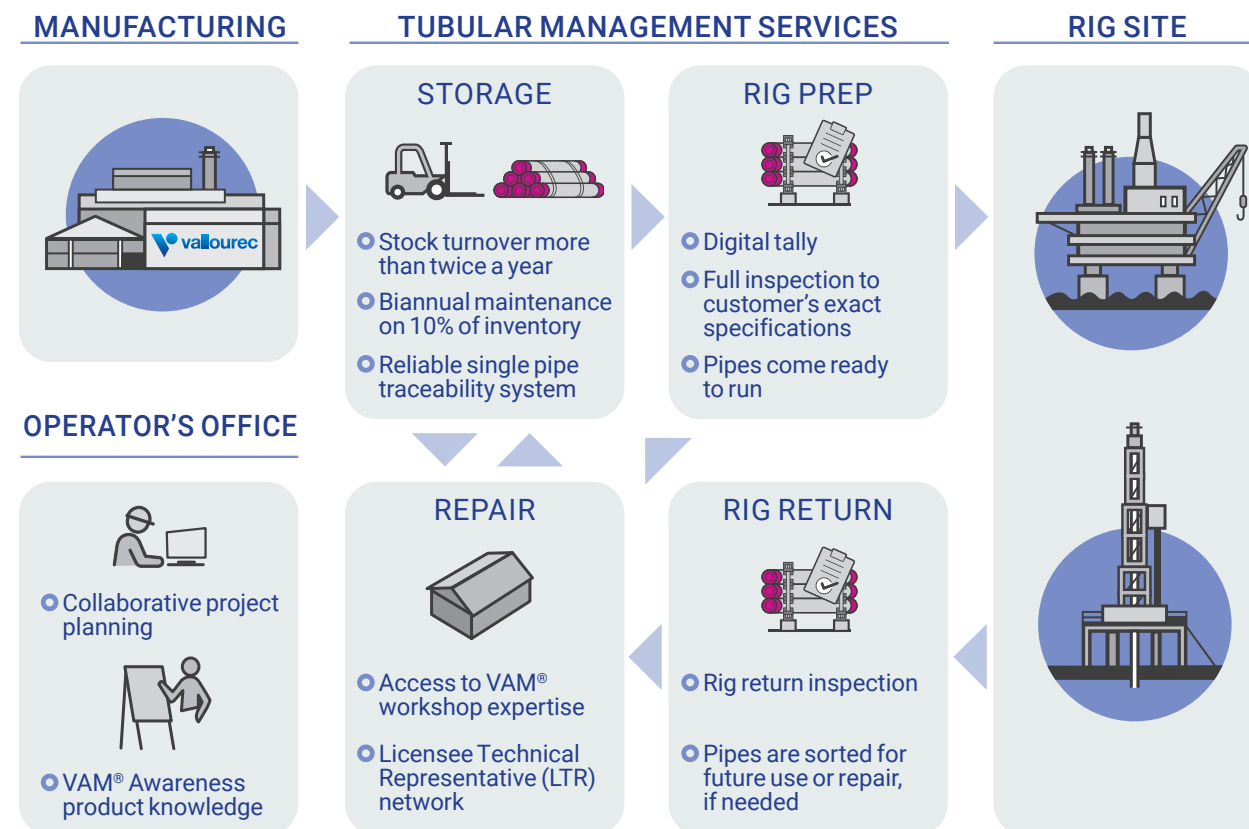 MANUFACTURING
vallourec
OPERATOR’S OFFICE
Collaborative project
planning
VAM® Awareness
product knowledge
TUBULAR MANAGEMENT SERVICES
STORAGE
Stock turnover more
than twice a year
Biannual maintenance
on 10% of inventory
Reliable single pipe
traceability system
RIG PREP
Digital tally
Full inspection to
customer’s exact
specifications
Pipes come ready
to run
REPAIR
Access to VAM®
workshop expertise
Licensee Technical
Representative (LTR)
network
RIG RETURN
Rig return inspection
Pipes are sorted for
future use or repair,
if needed
RIG SITE